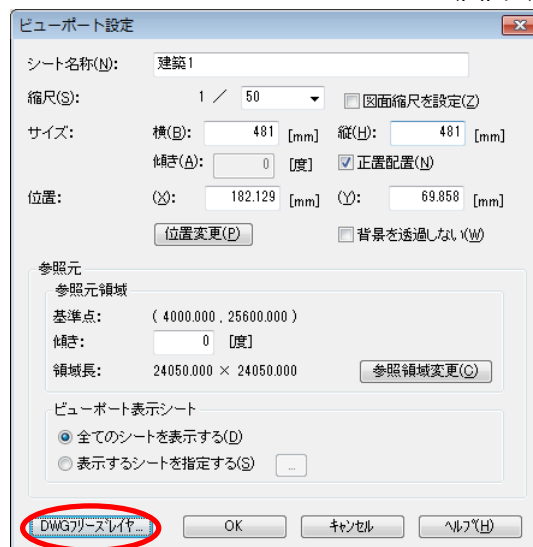 ビューポート設定
シート名称(N): 建築1
縮尺(S): 1 / 50 図面縮尺を設定(Z)
サイズ: 横(B): 481 [mm] 縦(H): 481 [mm]
傾き(A): 0 [度] 正置配置(N)
位置: (X): 182.129 [mm] (Y): 69.858 [mm]
位置変更(P) 背景を透過しない(W)
参照元
参照元領域
基準点: ( 4000.000 , 25600.000 )
傾き: 0 [度]
領域長: 24050.000 × 24050.000 参照領域変更(C)
ビューポート表示シート
全てのシートを表示する(D)
表示するシートを指定する(S) ...
DWGフリーズレイヤ... OK キャンセル ヘルプ(H)